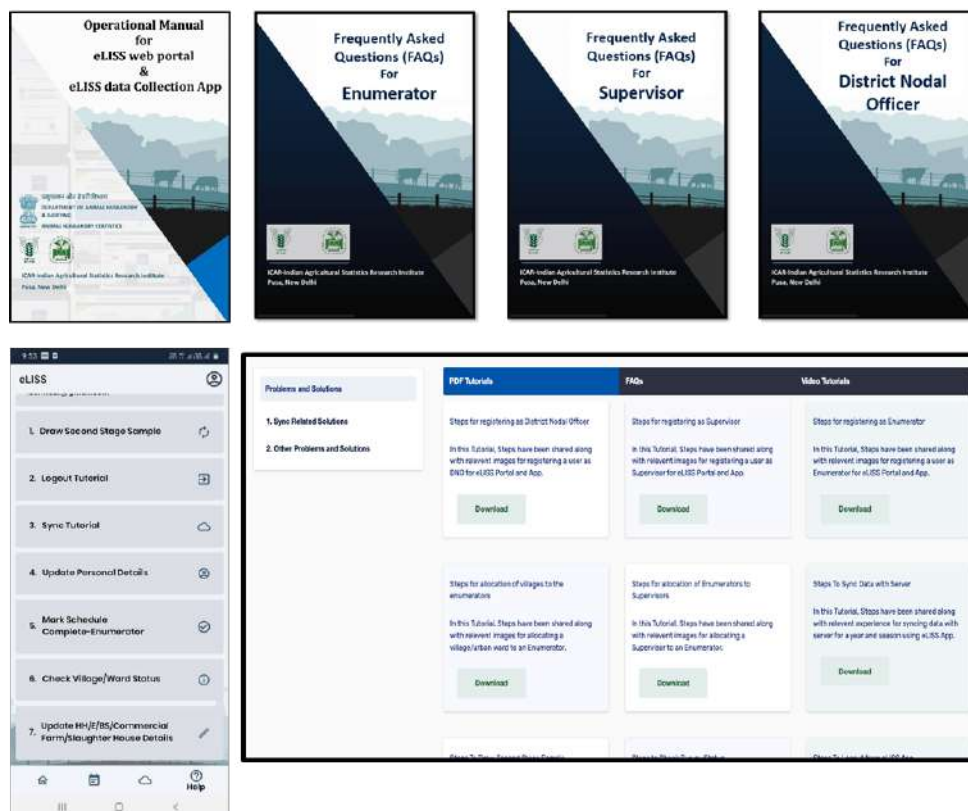 Operational Manual
for
eLISS web portal
&
eLISS data Collection App
पशुपालन और डेयरी विभाग
DEPARTMENT OF ANIMAL HUSBANDRY
& DAIRYING
ANIMAL HUSBANDRY STATISTICS
ICAR-Indian Agricultural Statistics Research Institute
Pusa, New Delhi
Frequently Asked
Questions (FAQs)
For
Enumerator
ICAR-Indian Agricultural Statistics Research Institute
Pusa, New Delhi
Frequently Asked
Questions (FAQs)
For
Supervisor
ICAR-Indian Agricultural Statistics Research Institute
Pusa, New Delhi
Frequently Asked
Questions (FAQs)
For
District Nodal
Officer
ICAR-Indian Agricultural Statistics Research Institute
Pusa, New Delhi
9:53
eLISS
1. Draw Second Stage Sample
2. Logout Tutorial
3. Sync Tutorial
4. Update Personal Details
5. Mark Schedule
Complete-Enumerator
6. Check Village/Ward Status
7. Update HH/E/BS/Commercial
Farm/Slaughter House Details
Help
Problems and Solutions
1. Sync Related Solutions
2. Other Problems and Solutions
PDF Tutorials
FAQs
Video Tutorials
Steps for registering as District Nodal Officer
In this Tutorial, Steps have been shared along
with relevent images for registering a user as
DNO for eLISS Portal and App.
Download
Steps for registering as Supervisor
In this Tutorial, Steps have been shared along
with relevent images for registering a user as
Supervisor for eLISS Portal and App.
Download
Steps for registering as Enumerator
In this Tutorial, Steps have been shared along
with relevent images for registering a user as
Enumerator for eLISS Portal and App.
Download
Steps for allocation of villages to the
enumerators
In this Tutorial, Steps have been shared along
with relevent images for allocating a
village/urban ward to an Enumerator.
Download
Steps for allocation of Enumerators to
Supervisors
In this Tutorial, Steps have been shared along
with relevent images for allocating a
Supervisor to an Enumerator.
Download
Steps To Sync Data with Server
In this Tutorial, Steps have been shared along
with relevent experience for syncing data with
server for a year and season using eLISS App.
Download